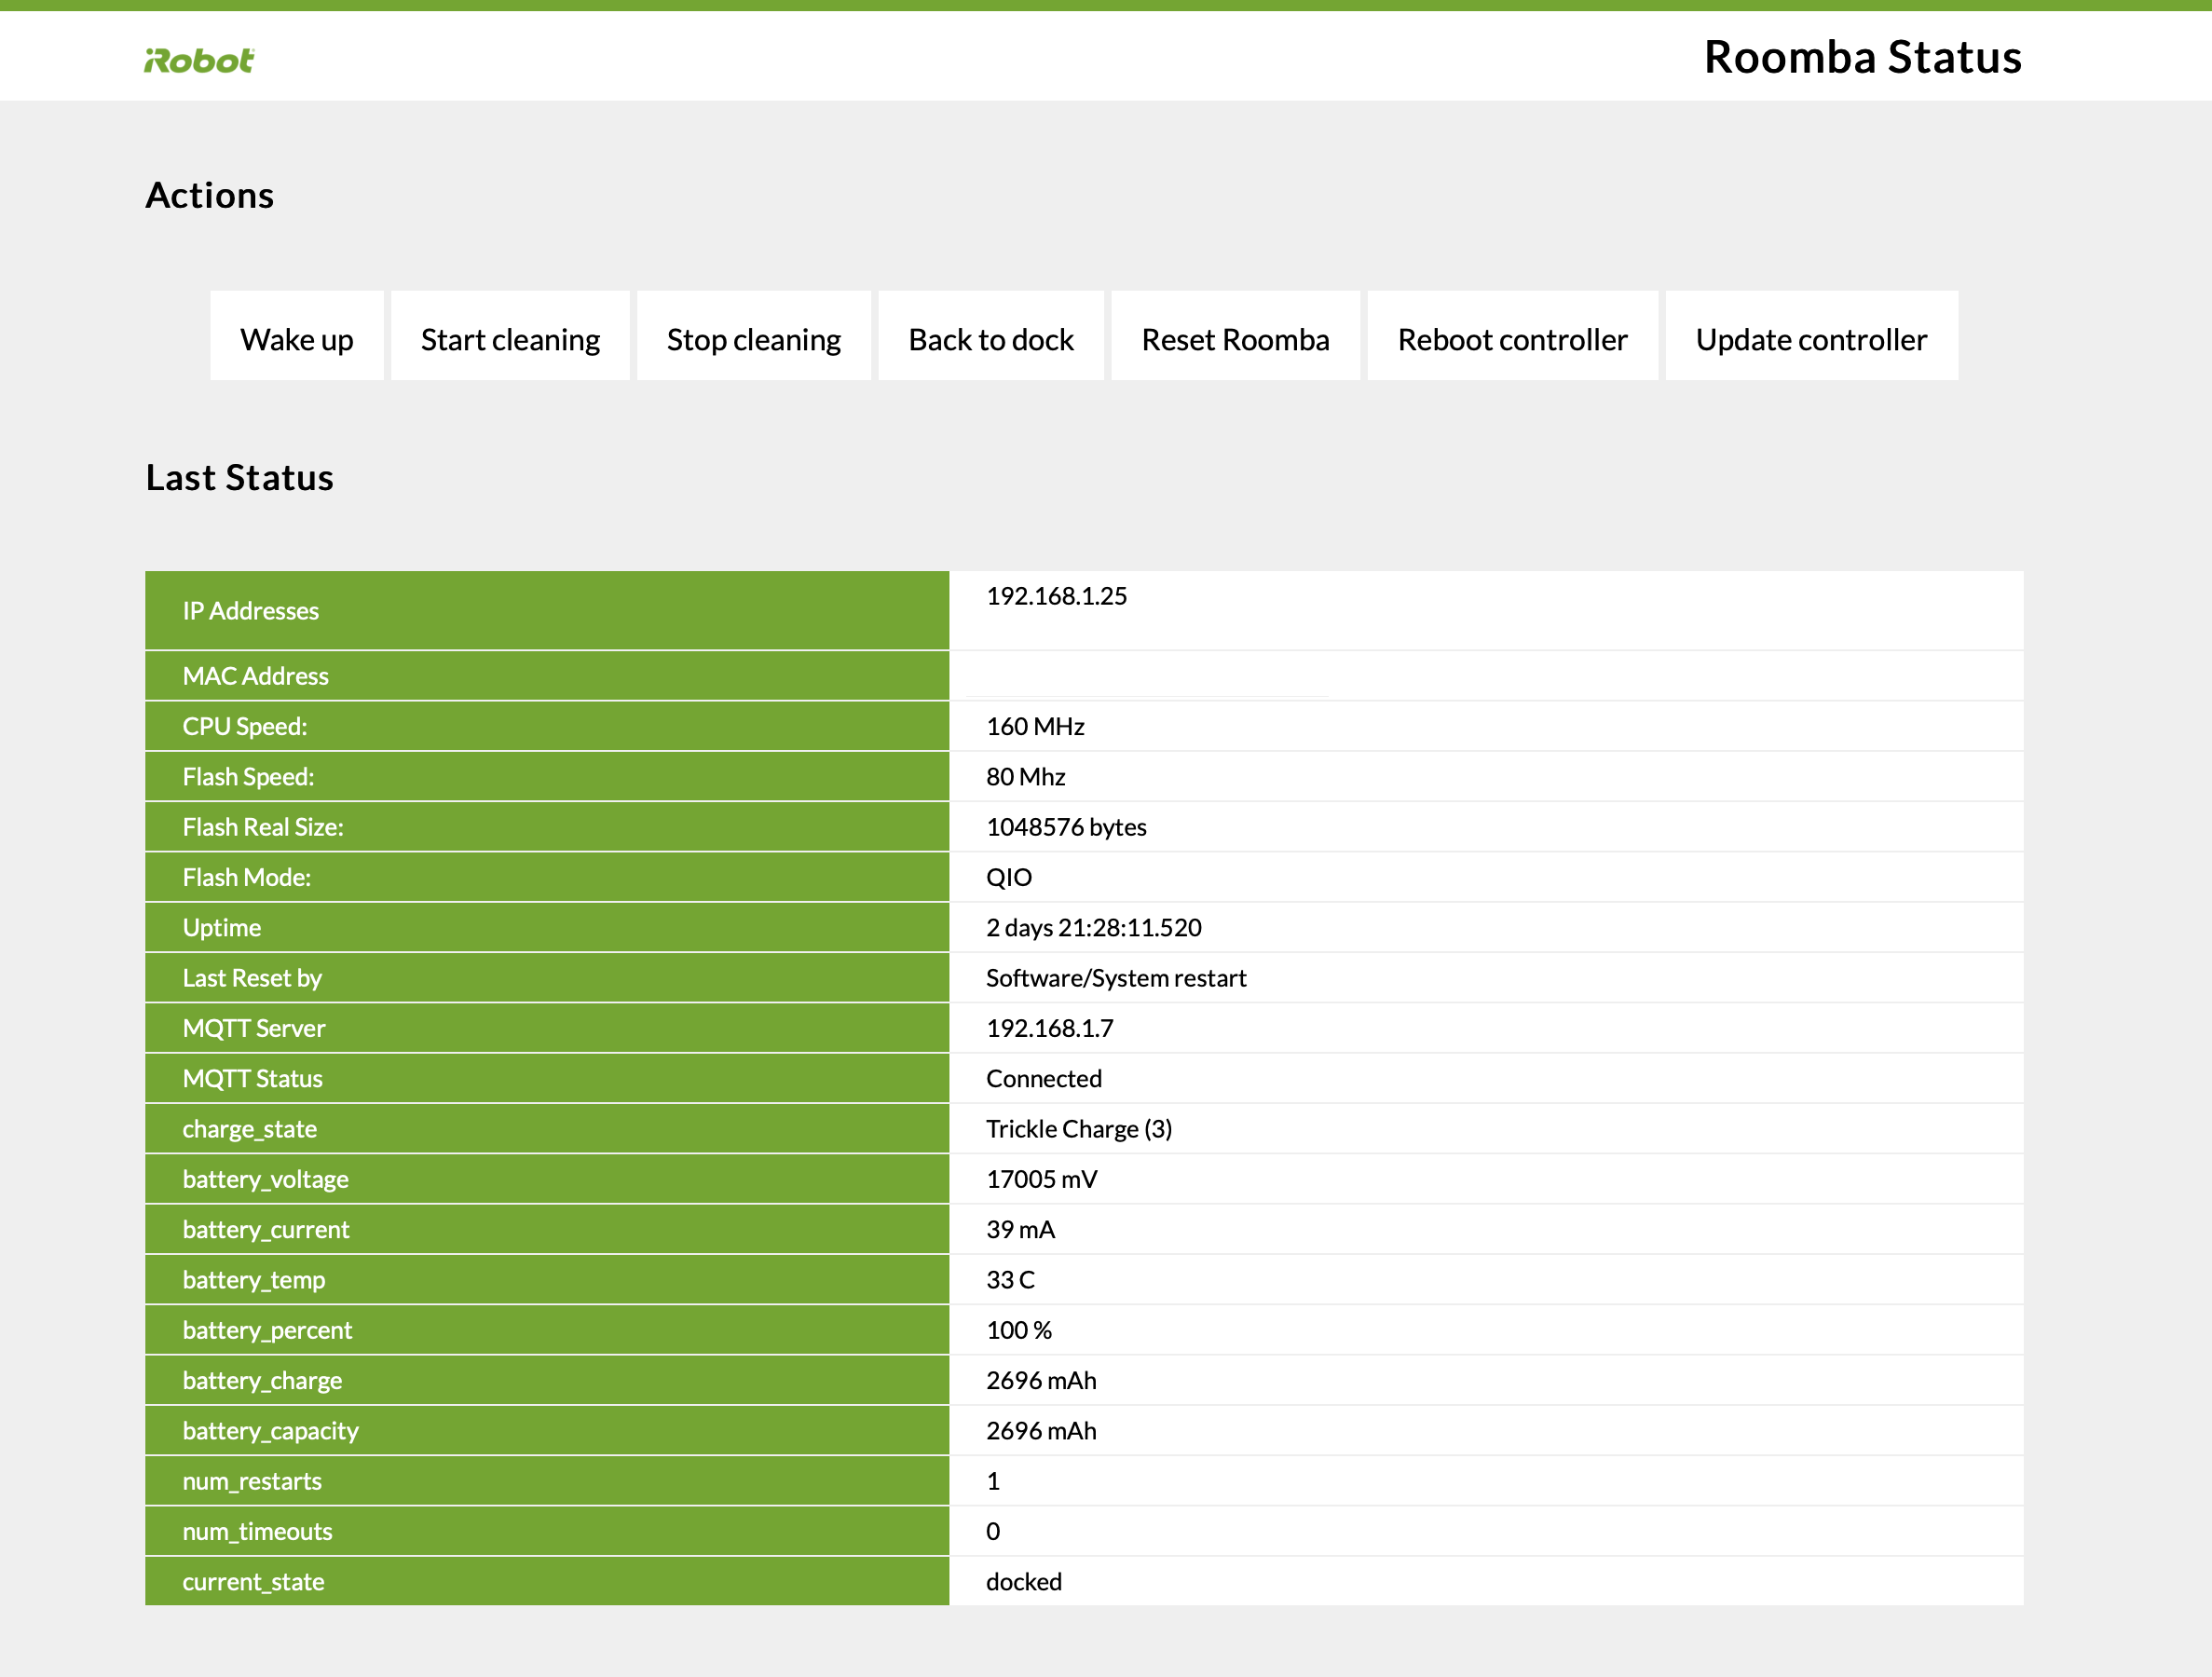 iRobot
Roomba Status
Actions
Wake up
Start cleaning
Stop cleaning
Back to dock
Reset Roomba
Reboot controller
Update controller
Last Status
IP Addresses 192.168.1.25
MAC Address
CPU Speed: 160 MHz
Flash Speed: 80 Mhz
Flash Real Size: 1048576 bytes
Flash Mode: QIO
Uptime 2 days 21:28:11.520
Last Reset by Software/System restart
MQTT Server 192.168.1.7
MQTT Status Connected
charge_state Trickle Charge (3)
battery_voltage 17005 mV
battery_current 39 mA
battery_temp 33 C
battery_percent 100 %
battery_charge 2696 mAh
battery_capacity 2696 mAh
num_restarts 1
num_timeouts 0
current_state docked